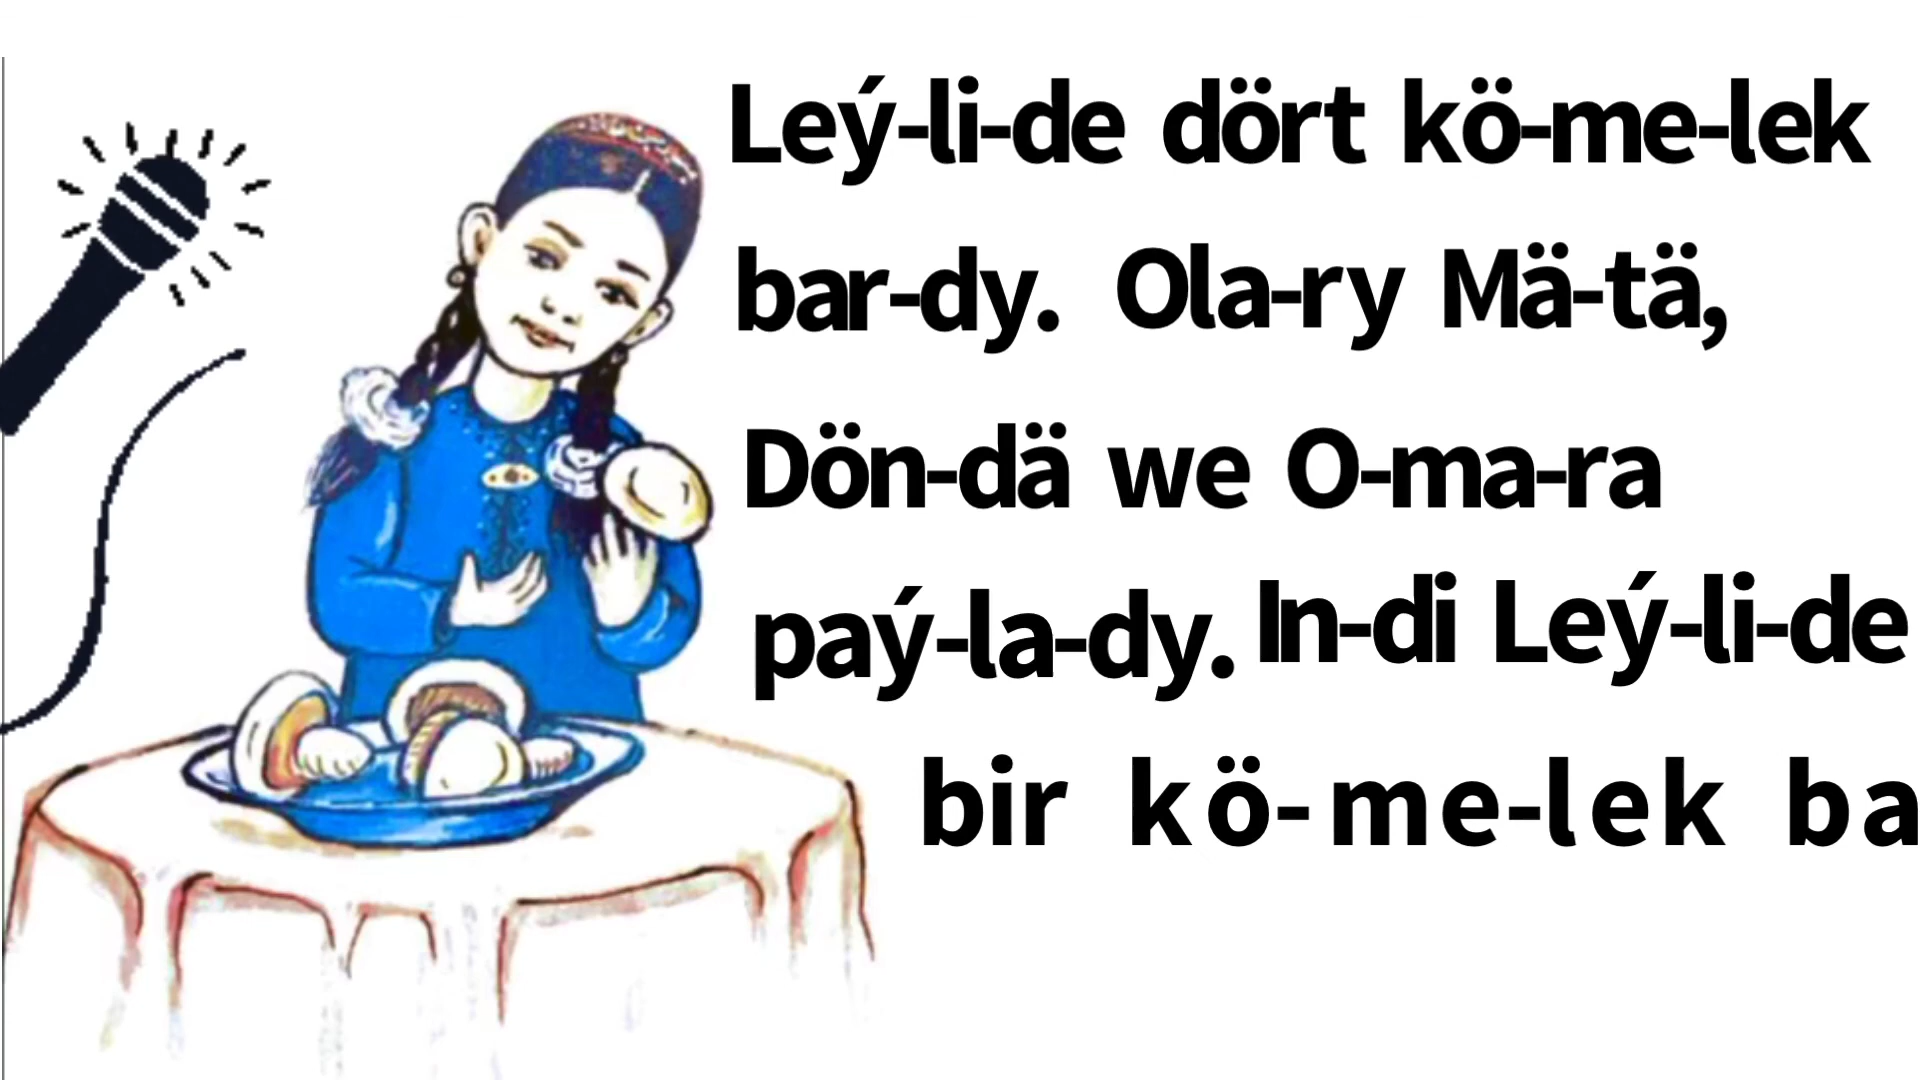 Leý-li-de dört kö-me-lek
bar-dy. Ola-ry Mä-tä,
Dön-dä we O-ma-ra
paý-la-dy. In-di Leý-li-de
bir kö-me-lek ba